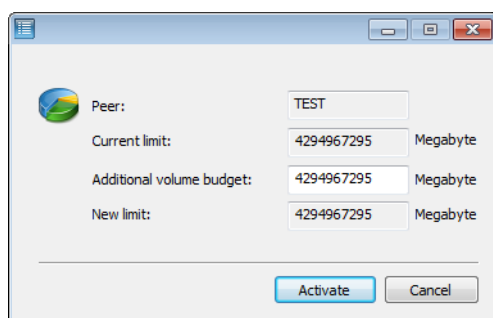 Peer: TEST
Current limit: 4294967295 Megabyte
Additional volume budget: 4294967295 Megabyte
New limit: 4294967295 Megabyte
Activate Cancel